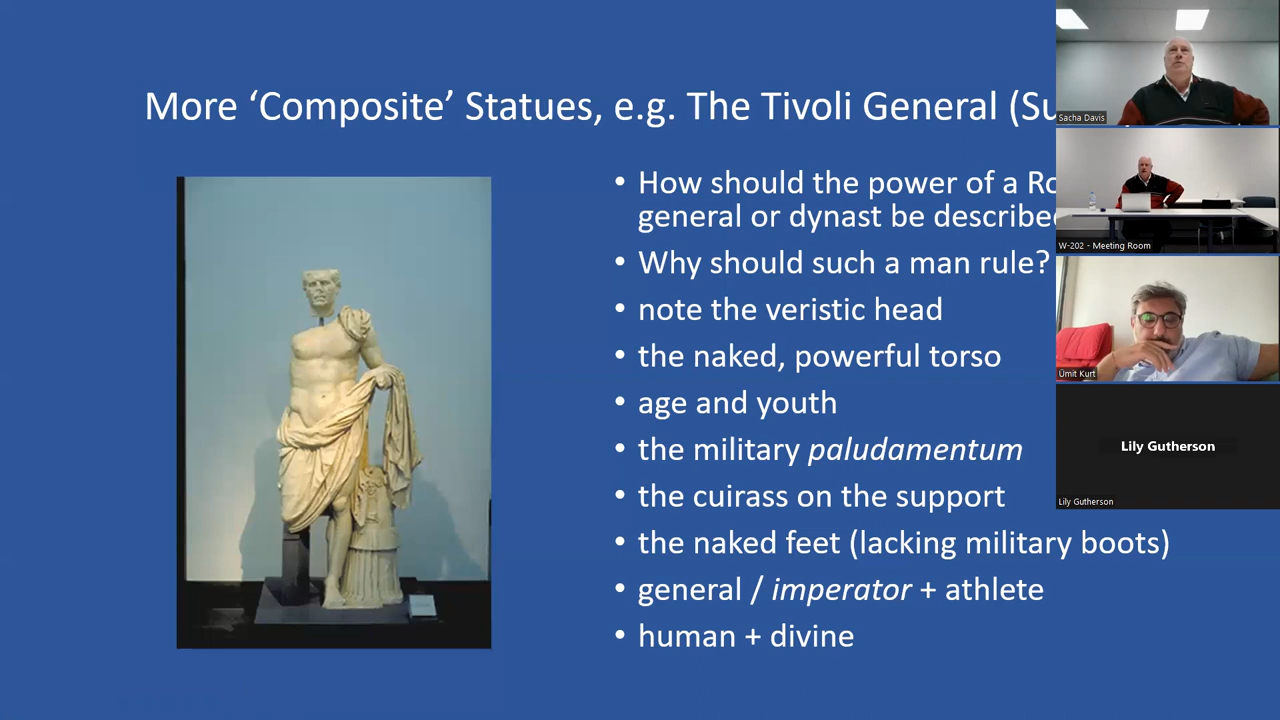 More ‘Composite’ Statues, e.g. The Tivoli General
• How should the power of a
general or dynast be
• Why should such a man rule?
• note the veristic head
• the naked, powerful torso
• age and youth
• the military paludamentum
• the cuirass on the support
• the naked feet (lacking military boots)
• general / imperator + athlete
• human + divine
Sacha Davis
W-202 - Meeting Room
Ümit Kurt
Lily Gutherson
Lily Gutherson